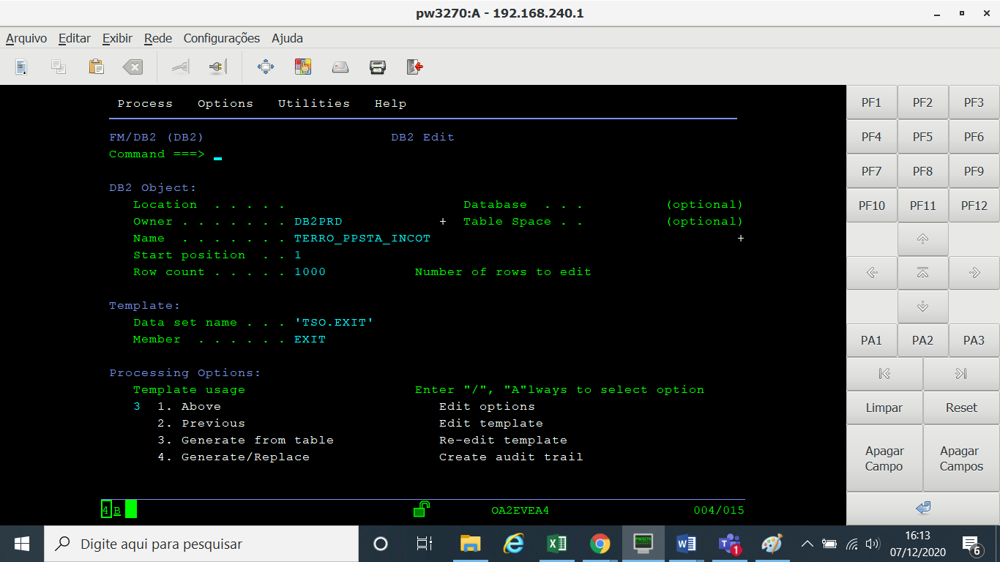 pw3270:A - 192.168.240.1
Arquivo Editar Exibir Rede Configurações Ajuda
Process Options Utilities Help
FM/DB2 (DB2) DB2 Edit
Command ===> _
DB2 Object:
Location . . . . . Database . . . (optional)
Owner . . . . . . . DB2PRD + Table Space . . (optional)
Name . . . . . . . TERRO_PPSTA_INCOT +
Start position . . 1
Row count . . . . . 1000 Number of rows to edit
Template:
Data set name . . . 'TSO.EXIT'
Member . . . . . . EXIT
Processing Options:
Template usage Enter "/", "A"lways to select option
3 1. Above Edit options
2. Previous Edit template
3. Generate from table Re-edit template
4. Generate/Replace Create audit trail
4 B OA2EVEA4 004/015
PF1 PF2 PF3
PF4 PF5 PF6
PF7 PF8 PF9
PF10 PF11 PF12
PA1 PA2 PA3
Limpar Reset
Apagar Campo Apagar Campos
Digite aqui para pesquisar
1
16:13
07/12/2020
6